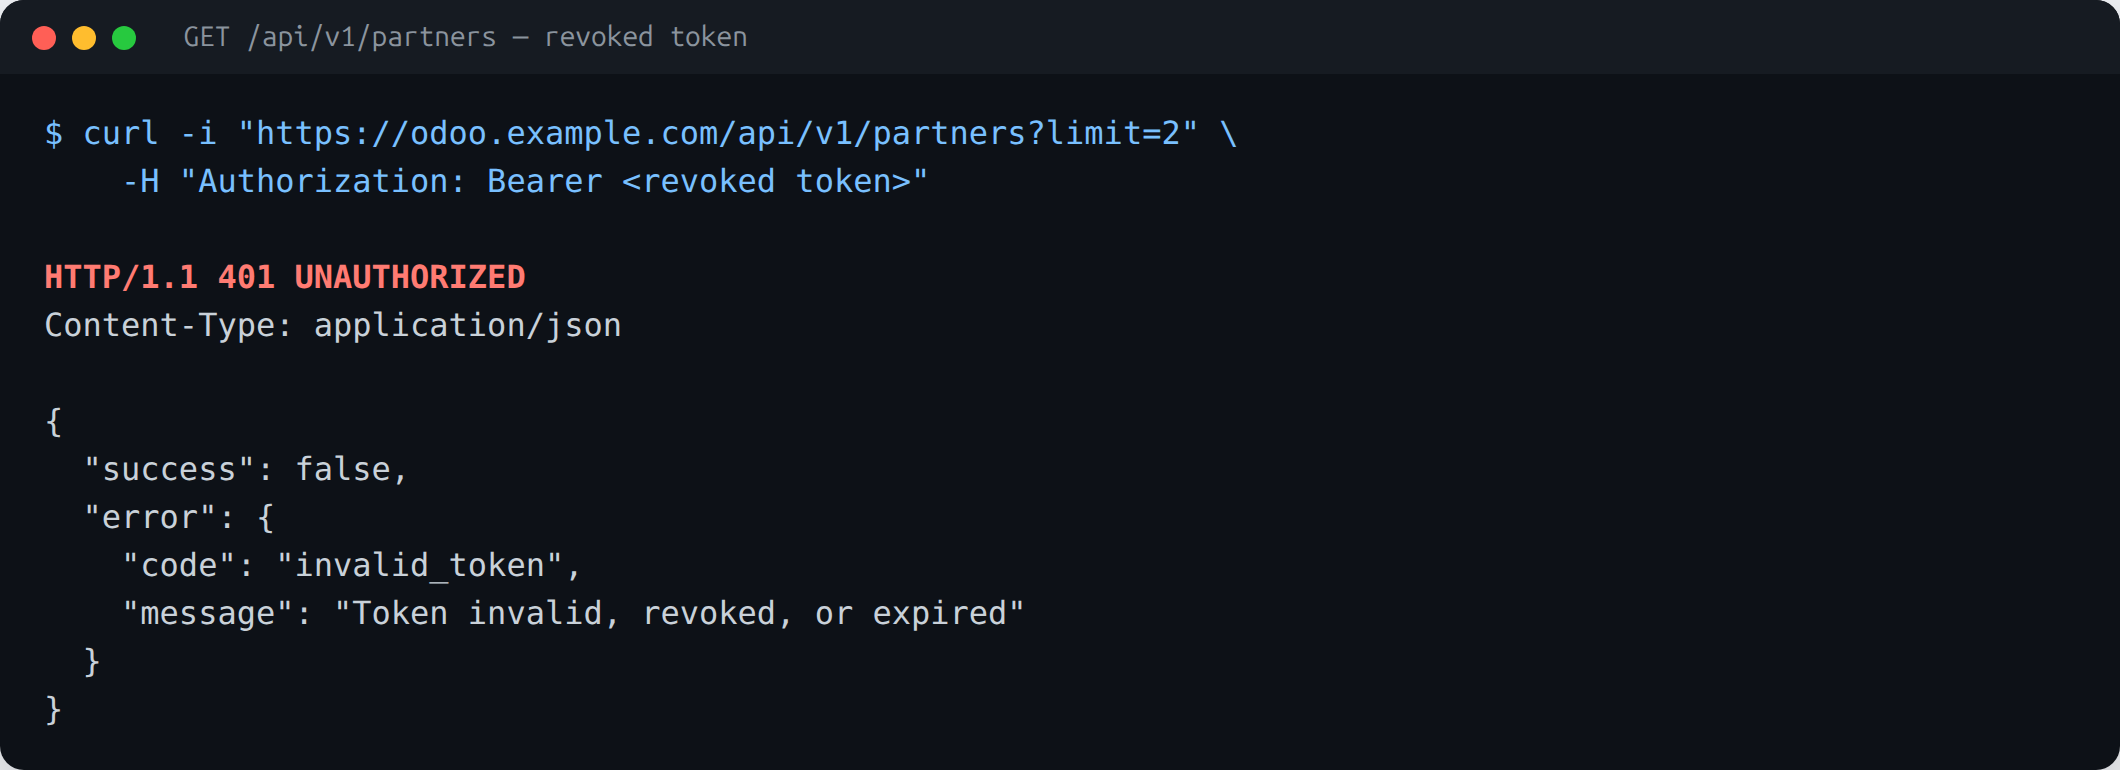 GET /api/v1/partners — revoked token
$ curl -i "https://odoo.example.com/api/v1/partners?limit=2" \
    -H "Authorization: Bearer <revoked token>"
HTTP/1.1 401 UNAUTHORIZED
Content-Type: application/json
{
  "success": false,
  "error": {
    "code": "invalid_token",
    "message": "Token invalid, revoked, or expired"
  }
}